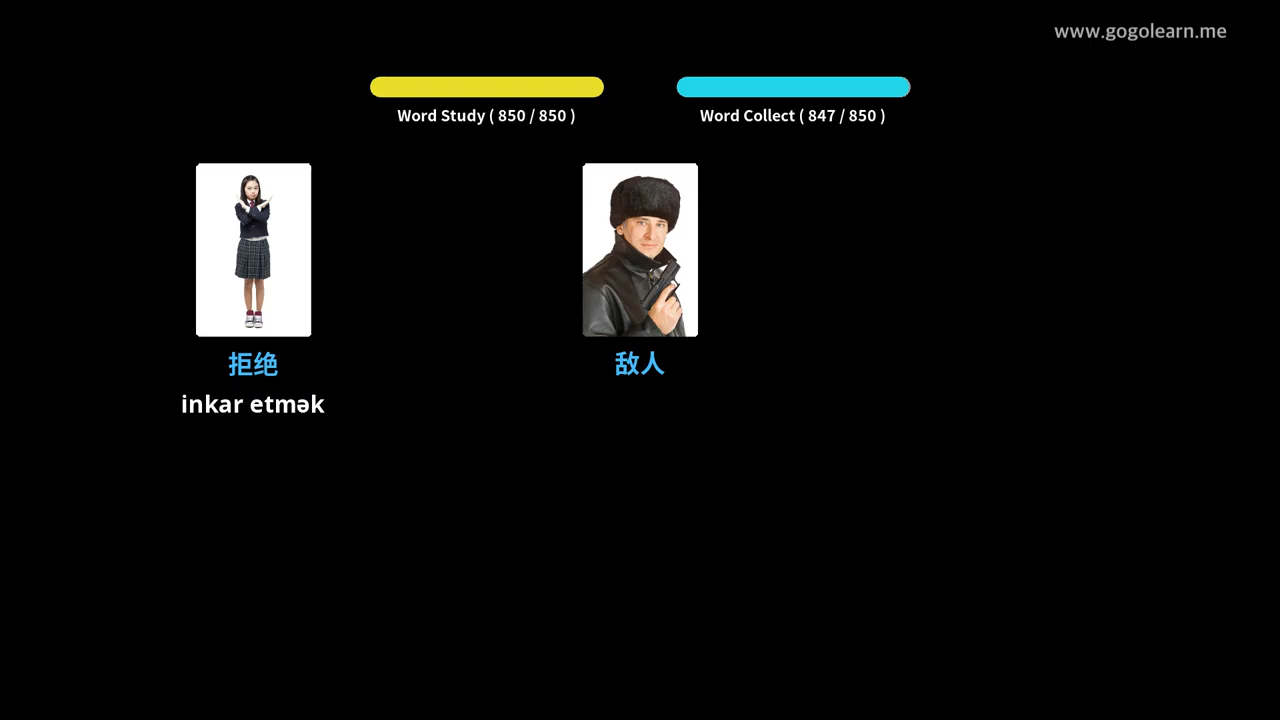 www.gogolearn.me
Word Study ( 850 / 850 )
Word Collect ( 847 / 850 )
拒绝
敌人
inkar etmək